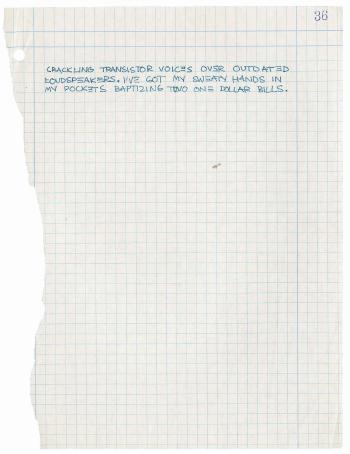 36
CRACKLING TRANSISTOR VOICES OVER OUTDATED
LOUDSPEAKERS. I'VE GOT MY SWEATY HANDS IN
MY POCKETS BAPTIZING TWO ONE DOLLAR BILLS.